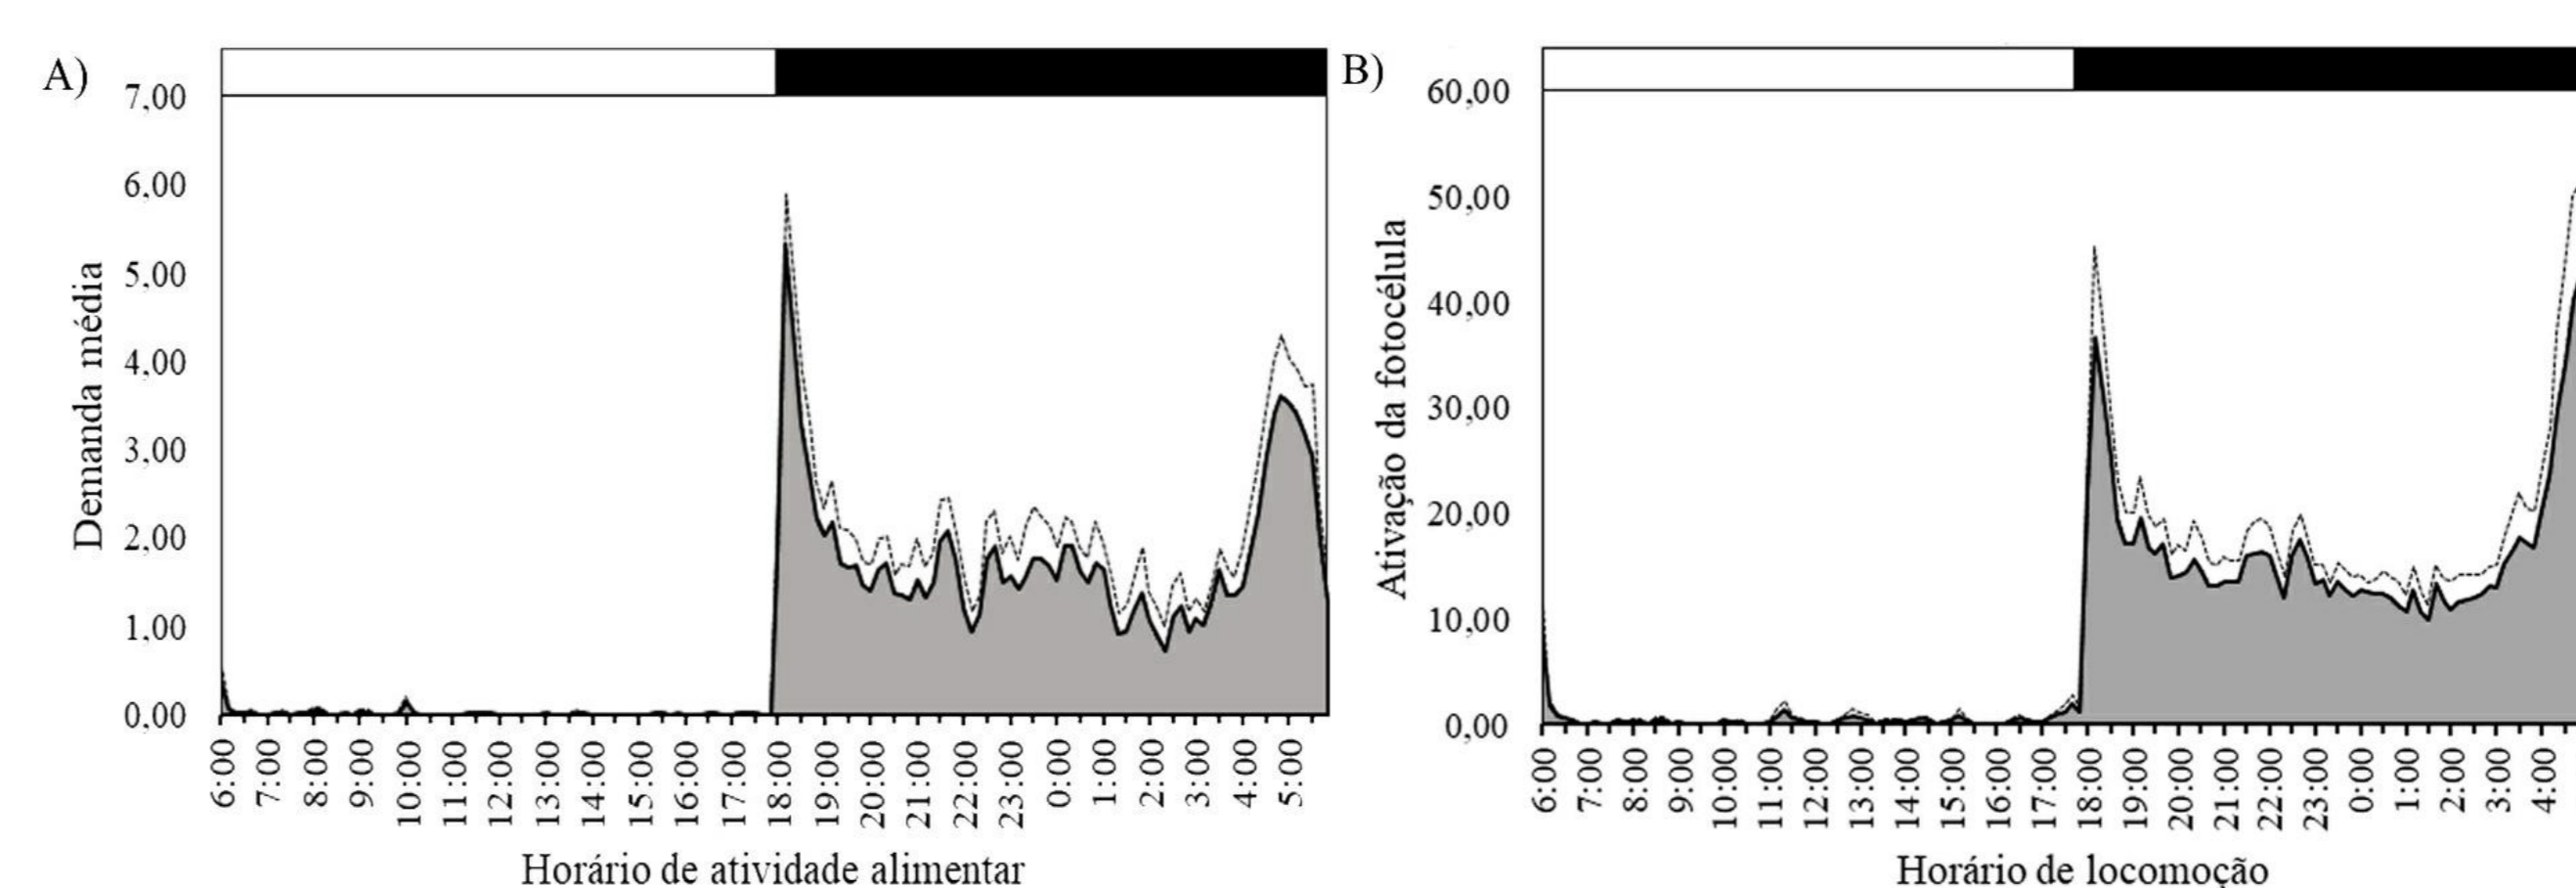 A)
7,00
6,00
5,00
4,00
3,00
2,00
1,00
0,00
Demanda média
6:00 7:00 8:00 9:00 10:00 11:00 12:00 13:00 14:00 15:00 16:00 17:00 18:00 19:00 20:00 21:00 22:00 23:00 0:00 1:00 2:00 3:00 4:00 5:00
Horário de atividade alimentar
B)
60,00
50,00
40,00
30,00
20,00
10,00
0,00
Ativação da fotocélula
6:00 7:00 8:00 9:00 10:00 11:00 12:00 13:00 14:00 15:00 16:00 17:00 18:00 19:00 20:00 21:00 22:00 23:00 0:00 1:00 2:00 3:00 4:00
Horário de locomoção